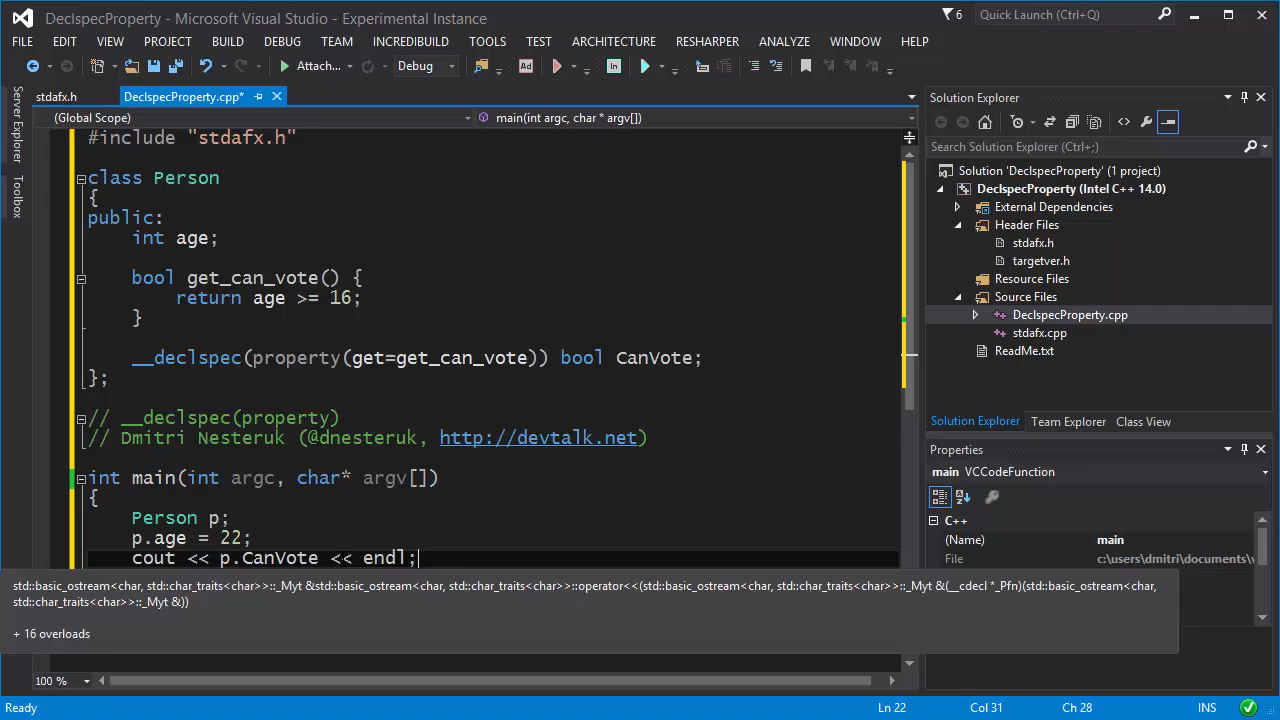 DeclspecProperty - Microsoft Visual Studio - Experimental Instance
6
Quick Launch (Ctrl+Q)
FILE EDIT VIEW PROJECT BUILD DEBUG TEAM INCREDIBUILD TOOLS TEST ARCHITECTURE RESHARPER ANALYZE WINDOW HELP
Attach... Debug Ad In
Server Explorer
Toolbox
stdafx.h DeclspecProperty.cpp*
(Global Scope) main(int argc, char * argv[])
#include "stdafx.h"
class Person
{
public:
int age;
bool get_can_vote() {
return age >= 16;
}
__declspec(property(get=get_can_vote)) bool CanVote;
};
// __declspec(property)
// Dmitri Nesteruk (@dnesteruk, http://devtalk.net)
int main(int argc, char* argv[])
{
Person p;
p.age = 22;
cout << p.CanVote << endl;
std::basic_ostream<char, std::char_traits<char>>::_Myt &std::basic_ostream<char, std::char_traits<char>>::operator<<(std::basic_ostream<char, std::char_traits<char>>::_Myt &(__cdecl *_Pfn)(std::basic_ostream<char,
std::char_traits<char>>::_Myt &))
+ 16 overloads
100 %
Solution Explorer
Search Solution Explorer (Ctrl+;)
Solution 'DeclspecProperty' (1 project)
DeclspecProperty (Intel C++ 14.0)
External Dependencies
Header Files
stdafx.h
targetver.h
Resource Files
Source Files
DeclspecProperty.cpp
stdafx.cpp
ReadMe.txt
Solution Explorer Team Explorer Class View
Properties
main VCCodeFunction
C++
(Name) main
File c:\users\dmitri\documents\
Ready Ln 22 Col 31 Ch 28 INS